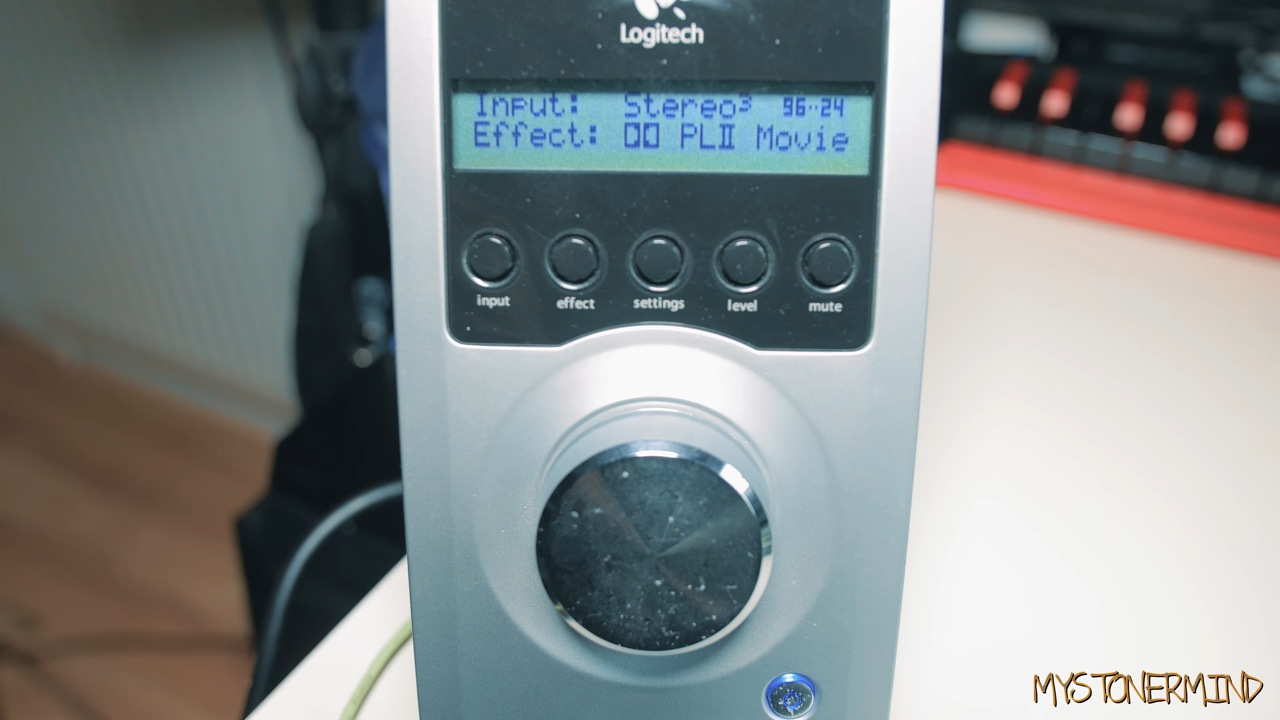 Logitech
Input: Stereo³ 96··24
Effect: 𝙳𝙳 PLII Movie
input effect settings level mute
MYSTONERMIND